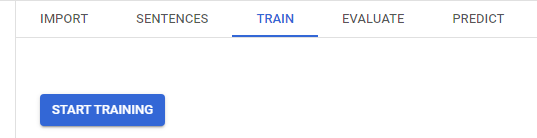 IMPORT SENTENCES TRAIN EVALUATE PREDICT
START TRAINING